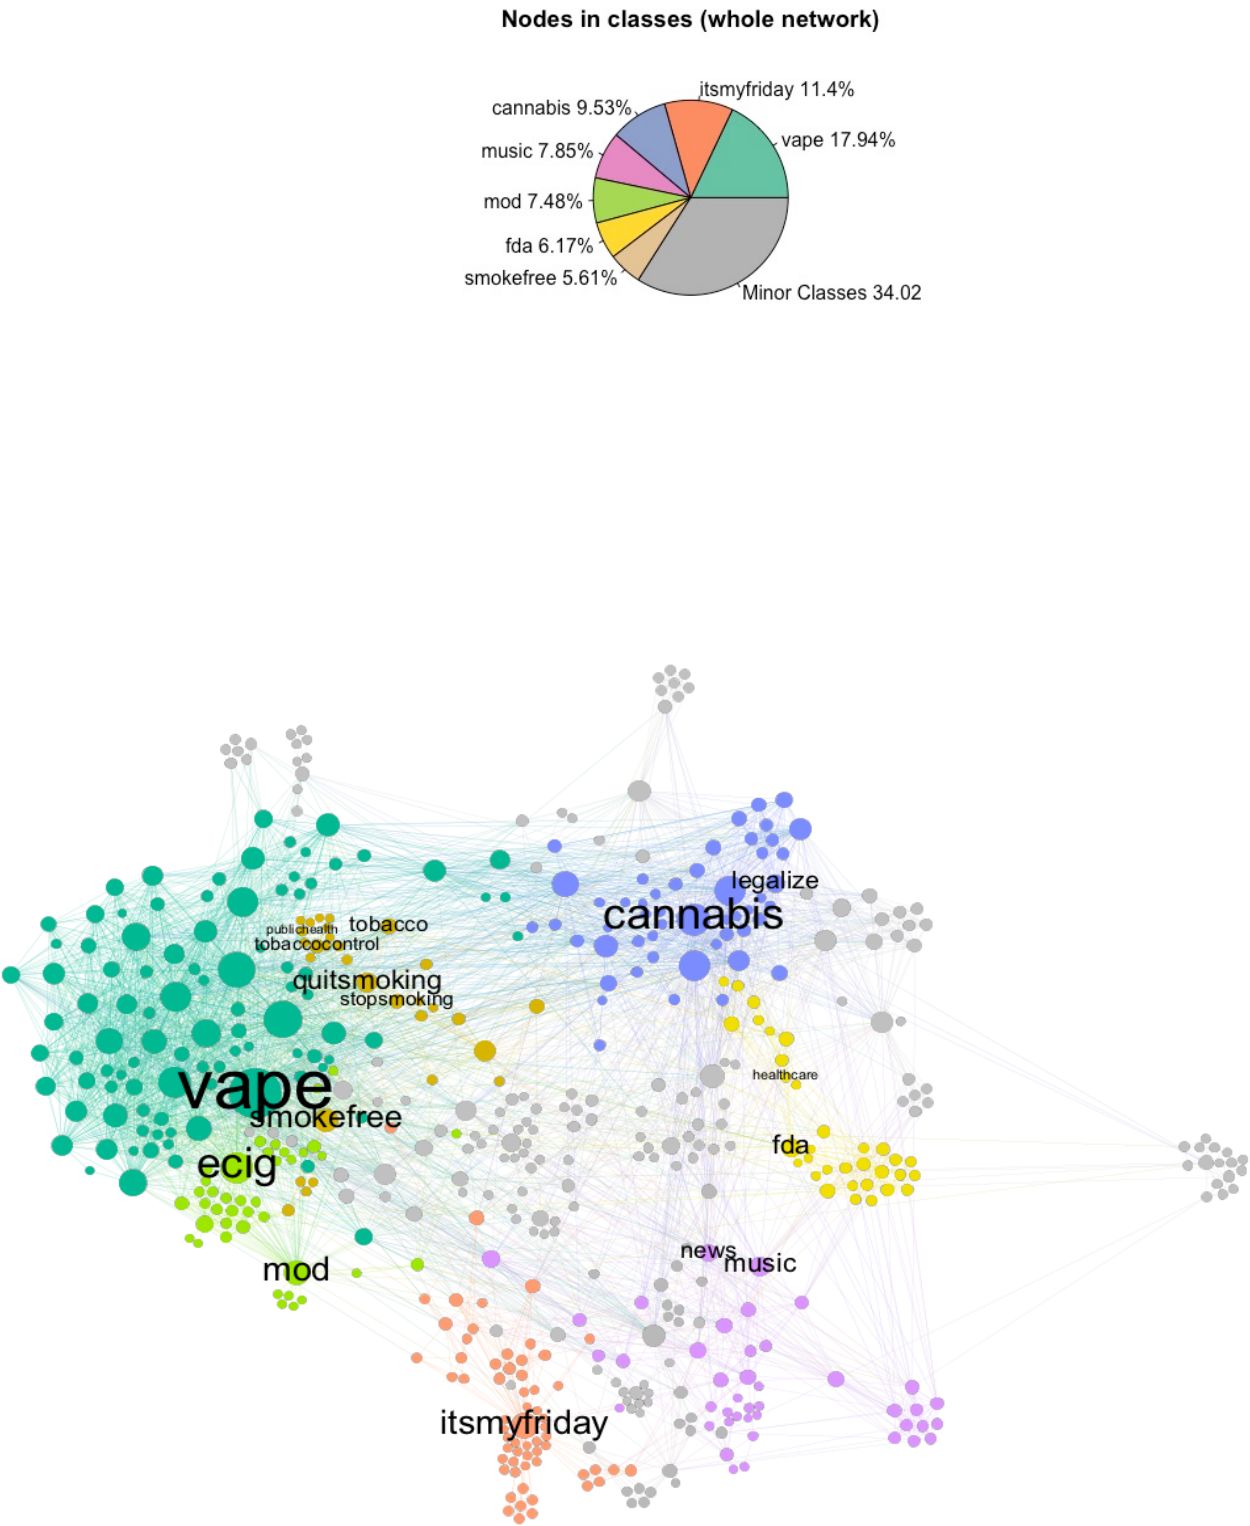 Nodes in classes (whole network)
itsmyfriday 11.4%
cannabis 9.53%
vape 17.94%
music 7.85%
mod 7.48%
fda 6.17%
smokefree 5.61%
Minor Classes 34.02
legalize
cannabis
tobacco
publichealth
tobaccocontrol
quitsmoking
stopsmoking
healthcare
vape
smokefree
fda
ecig
news
music
mod
itsmyfriday